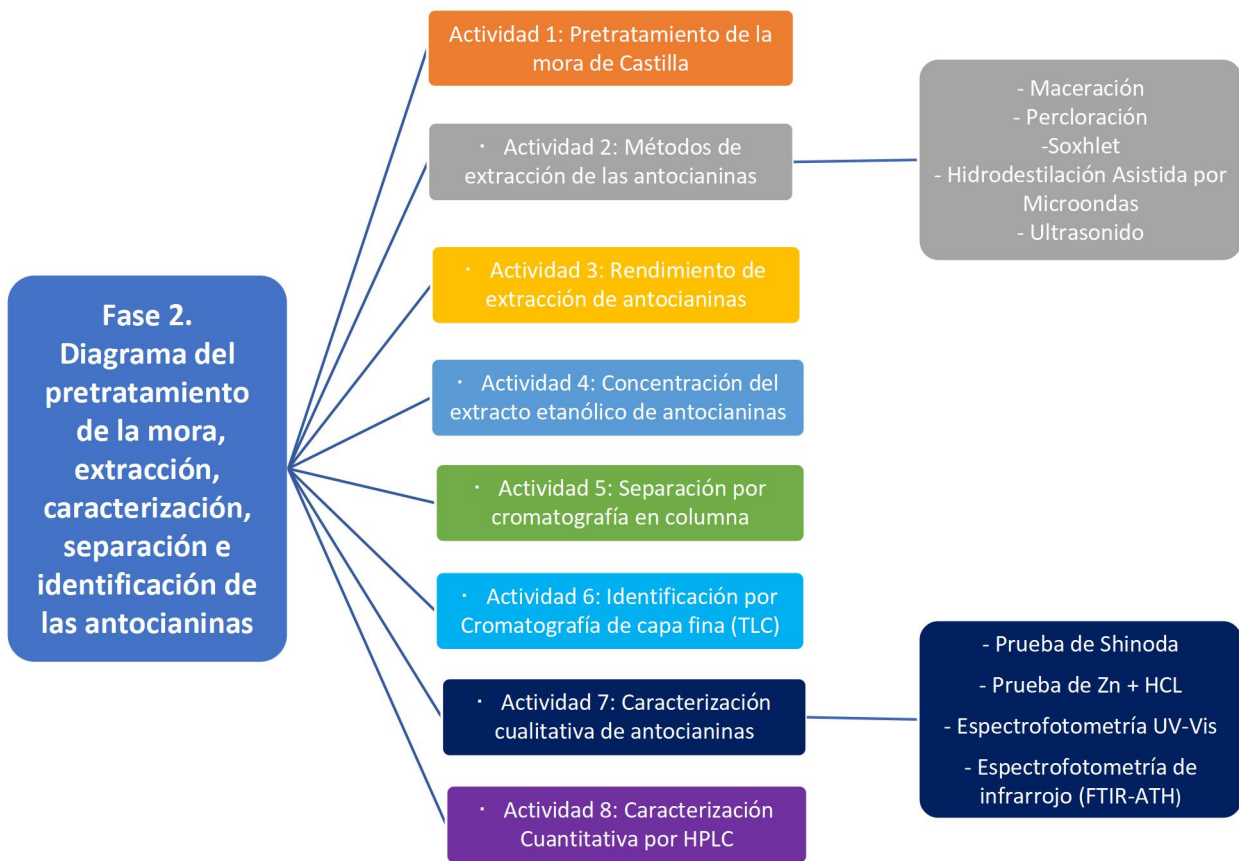 Fase 2.
Diagrama del
pretratamiento
de la mora,
extracción,
caracterización,
separación e
identificación de
las antocianinas
Actividad 1: Pretratamiento de la
mora de Castilla
· Actividad 2: Métodos de
extracción de las antocianinas
- Maceración
- Percloración
-Soxhlet
- Hidrodestilación Asistida por
Microondas
- Ultrasonido
· Actividad 3: Rendimiento de
extracción de antocianinas
· Actividad 4: Concentración del
extracto etanólico de antocianinas
· Actividad 5: Separación por
cromatografía en columna
· Actividad 6: Identificación por
Cromatografía de capa fina (TLC)
· Actividad 7: Caracterización
cualitativa de antocianinas
- Prueba de Shinoda
- Prueba de Zn + HCL
- Espectrofotometría UV-Vis
- Espectrofotometría de
infrarrojo (FTIR-ATH)
· Actividad 8: Caracterización
Cuantitativa por HPLC